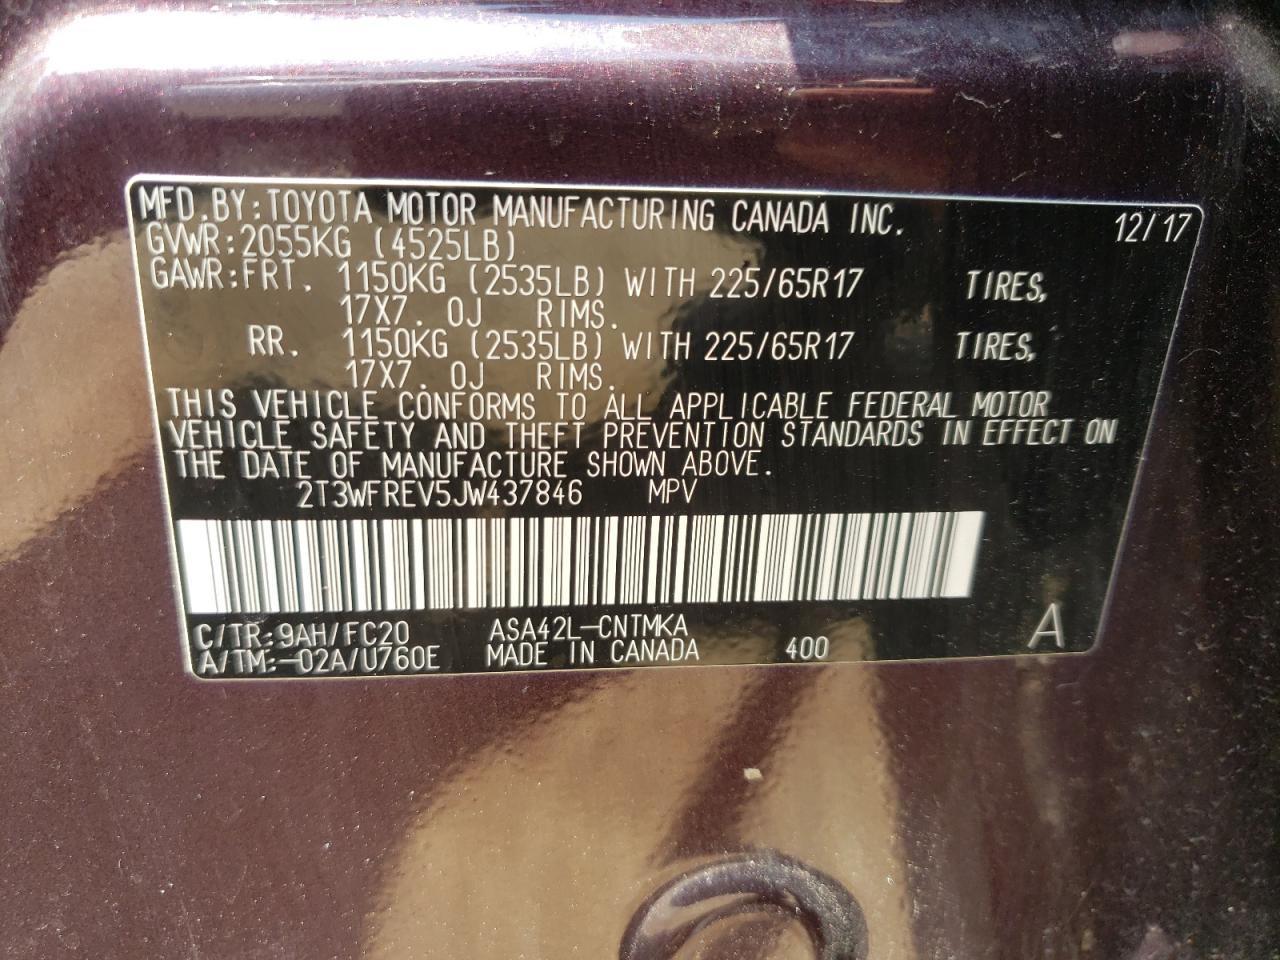 MFD.BY:TOYOTA MOTOR MANUFACTURING CANADA INC. 12/17
GVWR:2055KG (4525LB)
GAWR:FRT. 1150KG (2535LB) WITH 225/65R17 TIRES,
17X7. 0J RIMS.
RR. 1150KG (2535LB) WITH 225/65R17 TIRES,
17X7. 0J RIMS.
THIS VEHICLE CONFORMS TO ALL APPLICABLE FEDERAL MOTOR
VEHICLE SAFETY AND THEFT PREVENTION STANDARDS IN EFFECT ON
THE DATE OF MANUFACTURE SHOWN ABOVE.
2T3WFREV5JW437846 MPV
C/TR:9AH/FC20 ASA42L-CNTMKA A
A/TM:-02A/U760E MADE IN CANADA 400